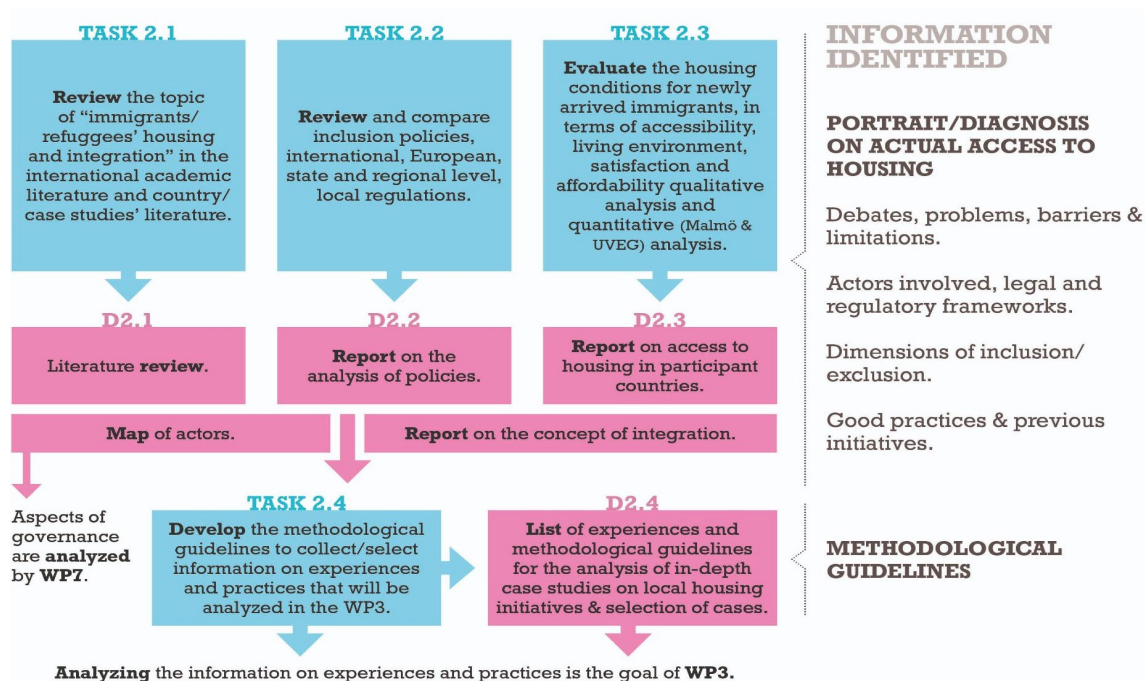 TASK 2.1
Review the topic
of “immigrants/
refuggees’ housing
and integration” in the
international academic
literature and country/
case studies’ literature.
TASK 2.2
Review and compare
inclusion policies,
international, European,
state and regional level,
local regulations.
TASK 2.3
Evaluate the housing
conditions for newly
arrived immigrants, in
terms of accessibility,
living environment,
satisfaction and
affordability qualitative
analysis and
quantitative (Malmö &
UVEG) analysis.
D2.1
Literature review.
D2.2
Report on the
analysis of policies.
D2.3
Report on access to
housing in participant
countries.
Map of actors.
Report on the concept of integration.
Aspects of
governance
are analyzed
by WP7.
TASK 2.4
Develop the methodological
guidelines to collect/select
information on experiences
and practices that will be
analyzed in the WP3.
D2.4
List of experiences and
methodological guidelines
for the analysis of in-depth
case studies on local housing
initiatives & selection of cases.
Analyzing the information on experiences and practices is the goal of WP3.
INFORMATION
IDENTIFIED
PORTRAIT/DIAGNOSIS
ON ACTUAL ACCESS TO
HOUSING
Debates, problems, barriers &
limitations.
Actors involved, legal and
regulatory frameworks.
Dimensions of inclusion/
exclusion.
Good practices & previous
initiatives.
METHODOLOGICAL
GUIDELINES